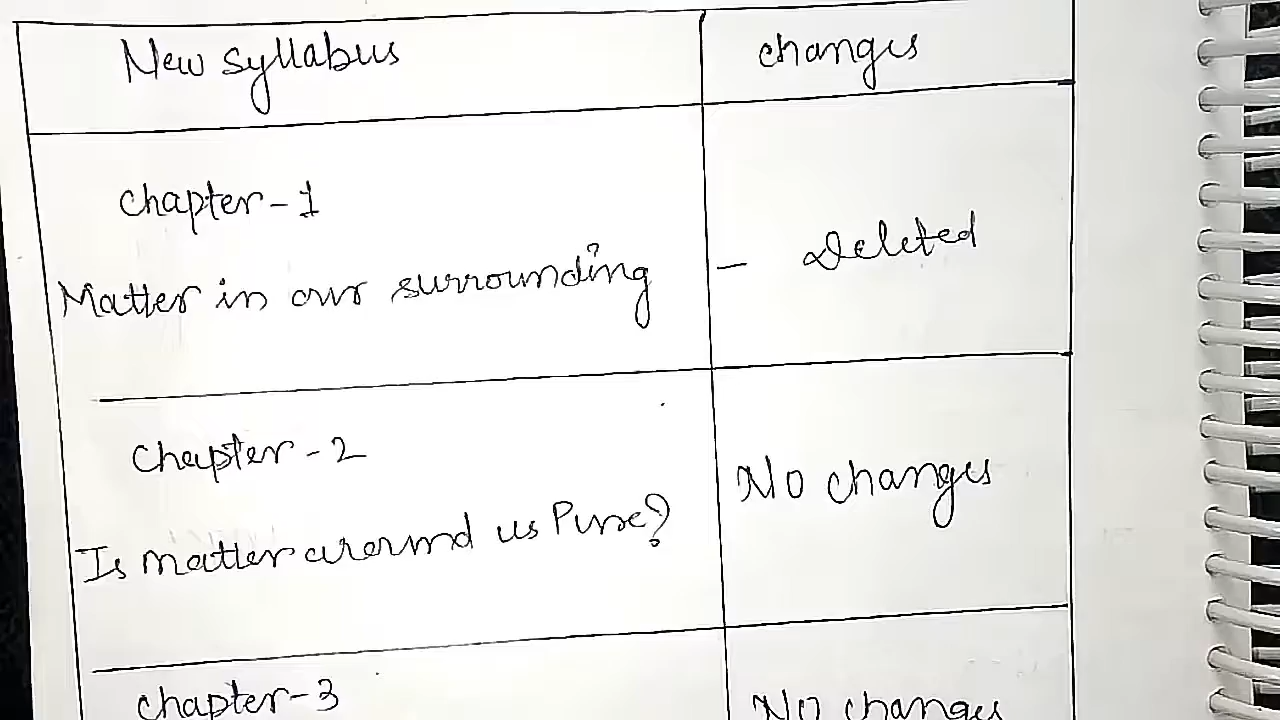 New syllabus
changes
chapter-1
Matter in our surrounding
- Deleted
chapter-2
Is matter around us Pure?
No changes
chapter-3
No changes